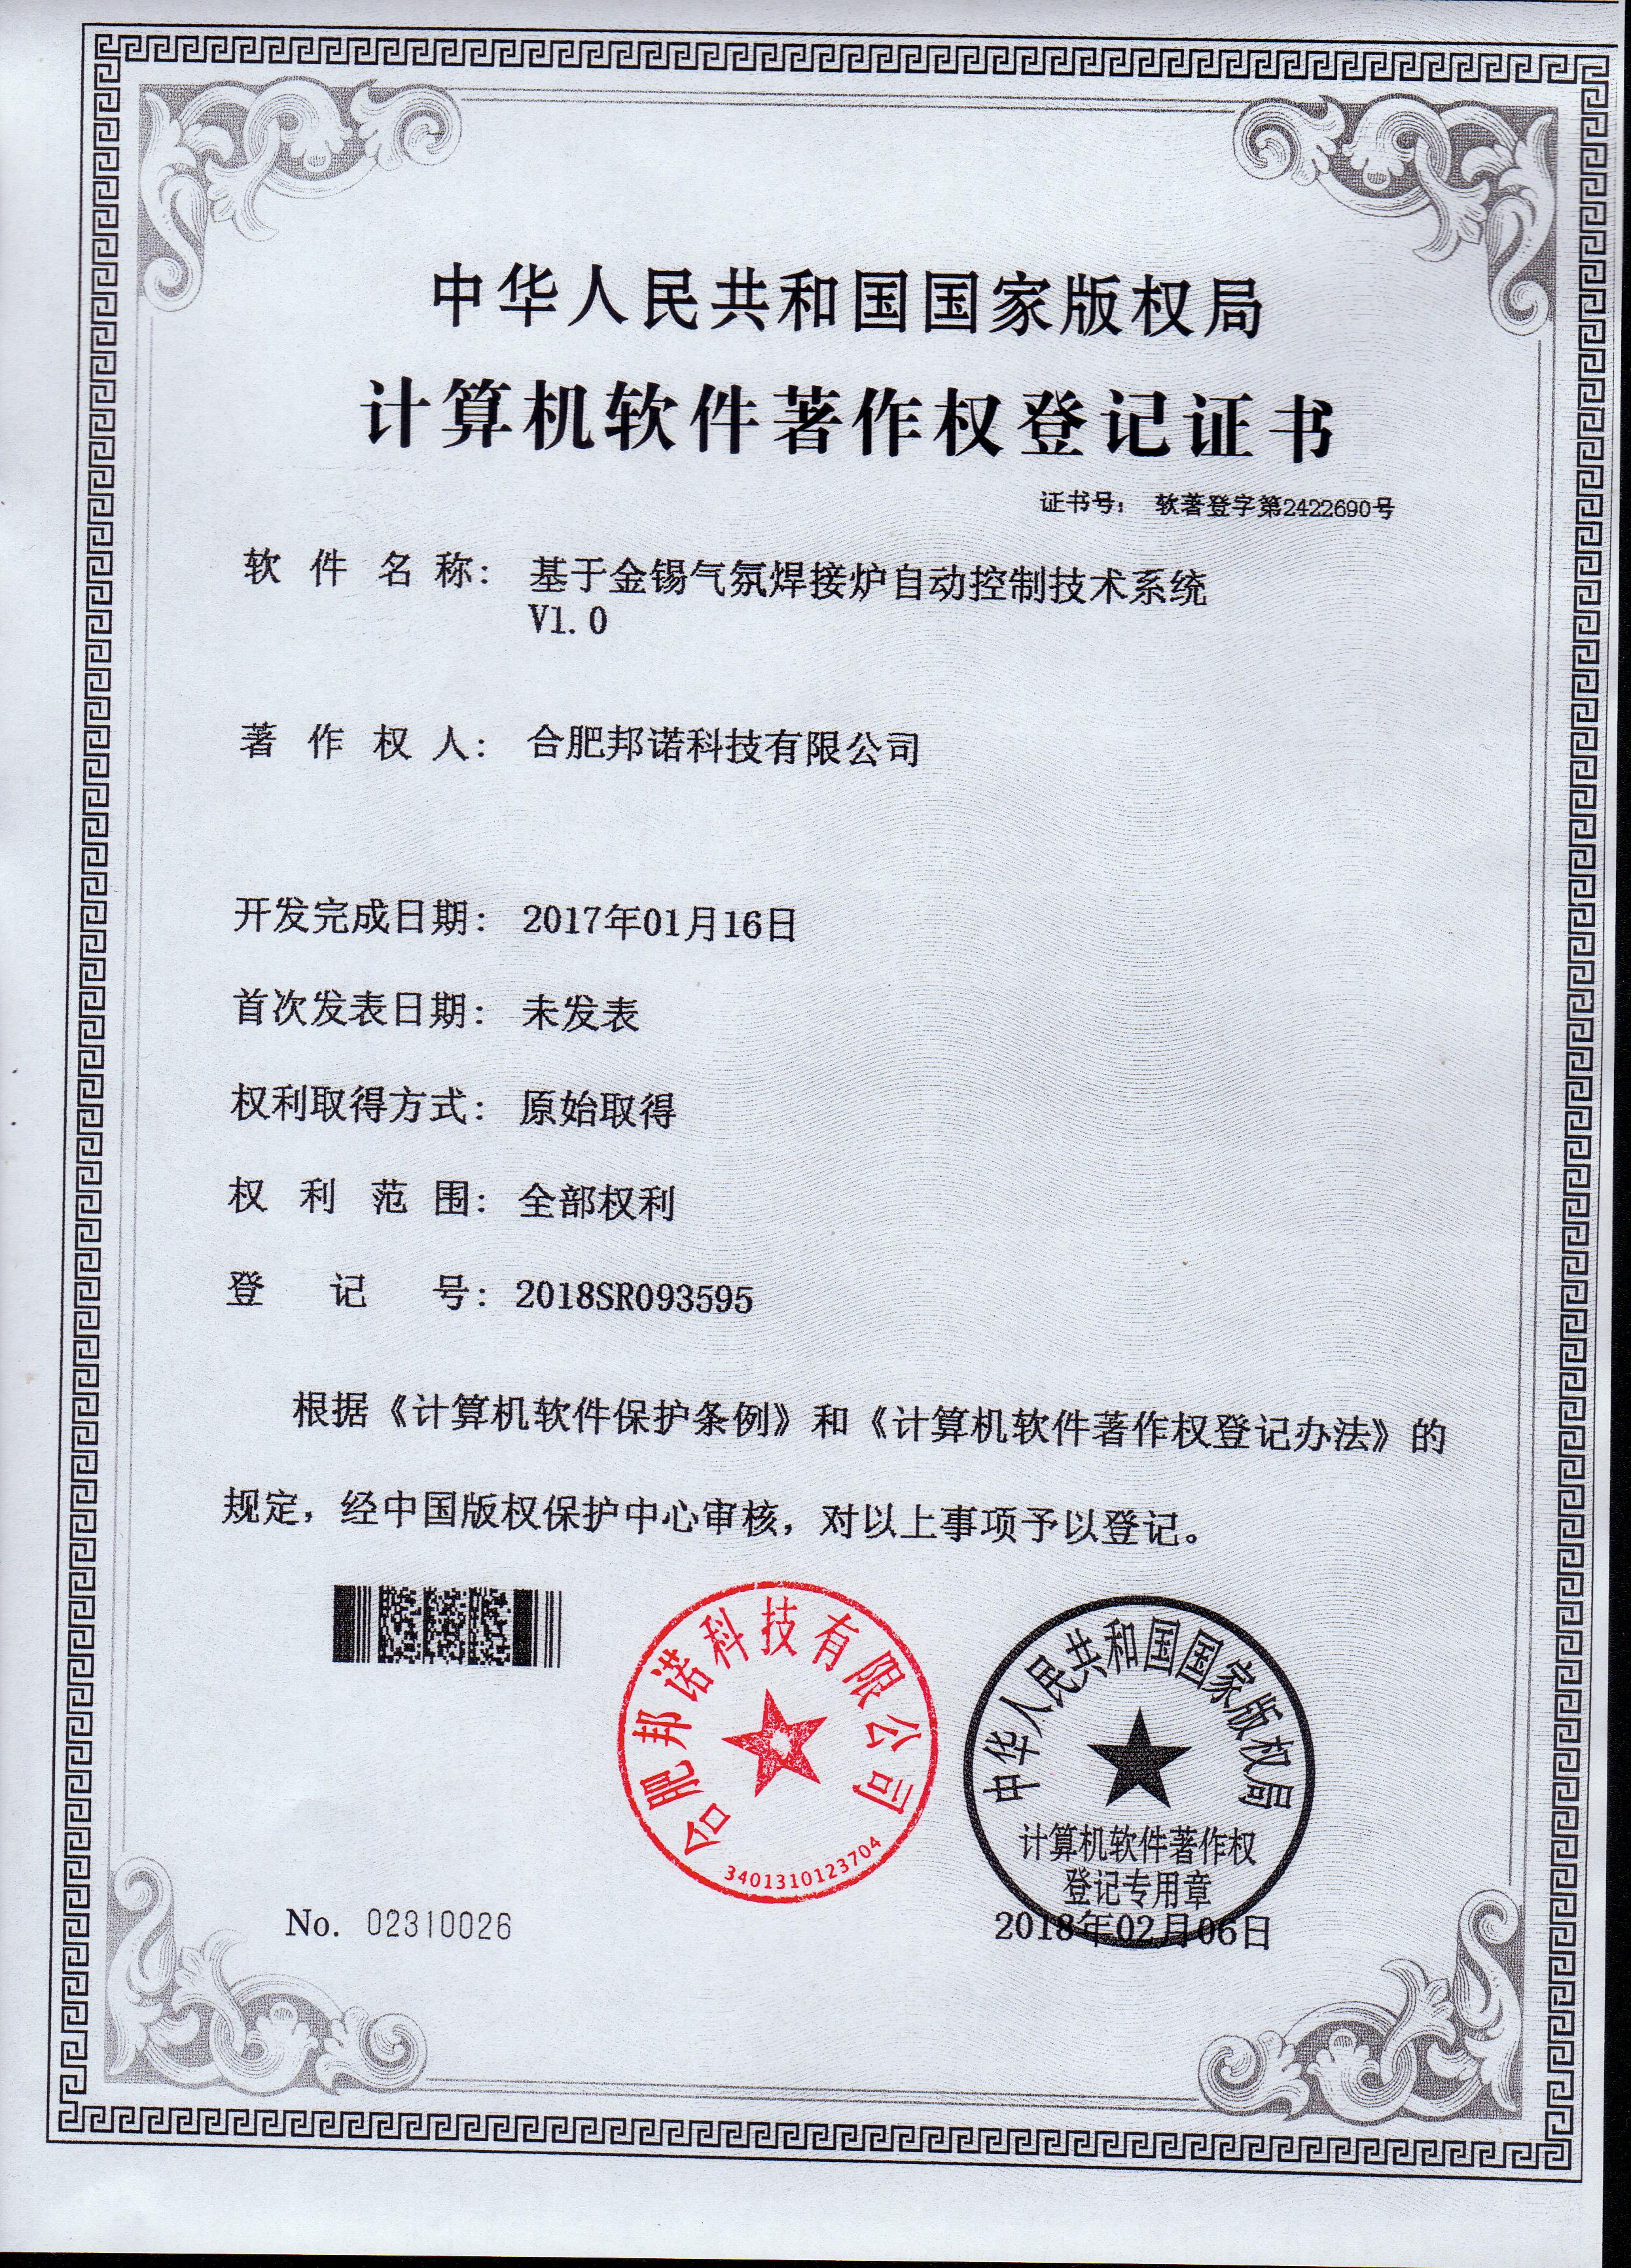 中华人民共和国国家版权局
计算机软件著作权登记证书
证书号： 软著登字第2422690号
软件名称： 基于金锡气氛焊接炉自动控制技术系统
V1.0
著作权人： 合肥邦诺科技有限公司
开发完成日期： 2017年01月16日
首次发表日期： 未发表
权利取得方式： 原始取得
权利范围： 全部权利
登记号： 2018SR093595
根据《计算机软件保护条例》和《计算机软件著作权登记办法》的
规定，经中国版权保护中心审核，对以上事项予以登记。
合肥邦诺科技有限公司
3401310123704
中华人民共和国国家版权局
计算机软件著作权
登记专用章
No. 02310026
2018年02月06日